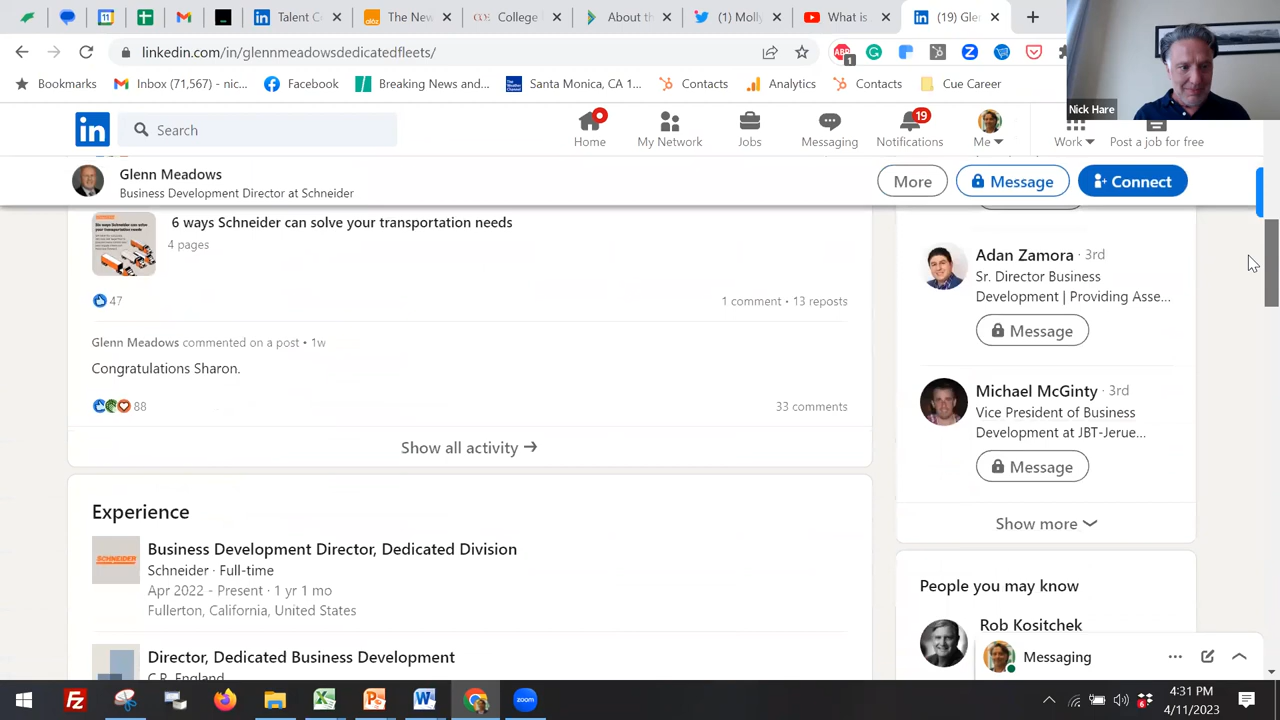 31
Talent C
The New
COE
College
About th
(1) Molly
What is
(19) Gle
linkedin.com/in/glennmeadowsdedicatedfleets/
1
Bookmarks
Inbox (71,567) - nic...
Facebook
Breaking News and...
Santa Monica, CA 1...
Contacts
Analytics
Contacts
Cue Career
Nick Hare
in
Search
Home
My Network
Jobs
Messaging
19
Notifications
Me
Work
Post a job for free
Glenn Meadows
Business Development Director at Schneider
More
Message
Connect
6 ways Schneider can solve your transportation needs
4 pages
47
1 comment • 13 reposts
Glenn Meadows commented on a post • 1w
Congratulations Sharon.
88
33 comments
Show all activity →
Experience
SCHNEIDER
Business Development Director, Dedicated Division
Schneider · Full-time
Apr 2022 - Present · 1 yr 1 mo
Fullerton, California, United States
Director, Dedicated Business Development
C.R. England
Adan Zamora · 3rd
Sr. Director Business
Development | Providing Asse...
Message
Michael McGinty · 3rd
Vice President of Business
Development at JBT-Jerue...
Message
Show more
People you may know
Rob Kositchek
Messaging
zoom
4:31 PM
4/11/2023